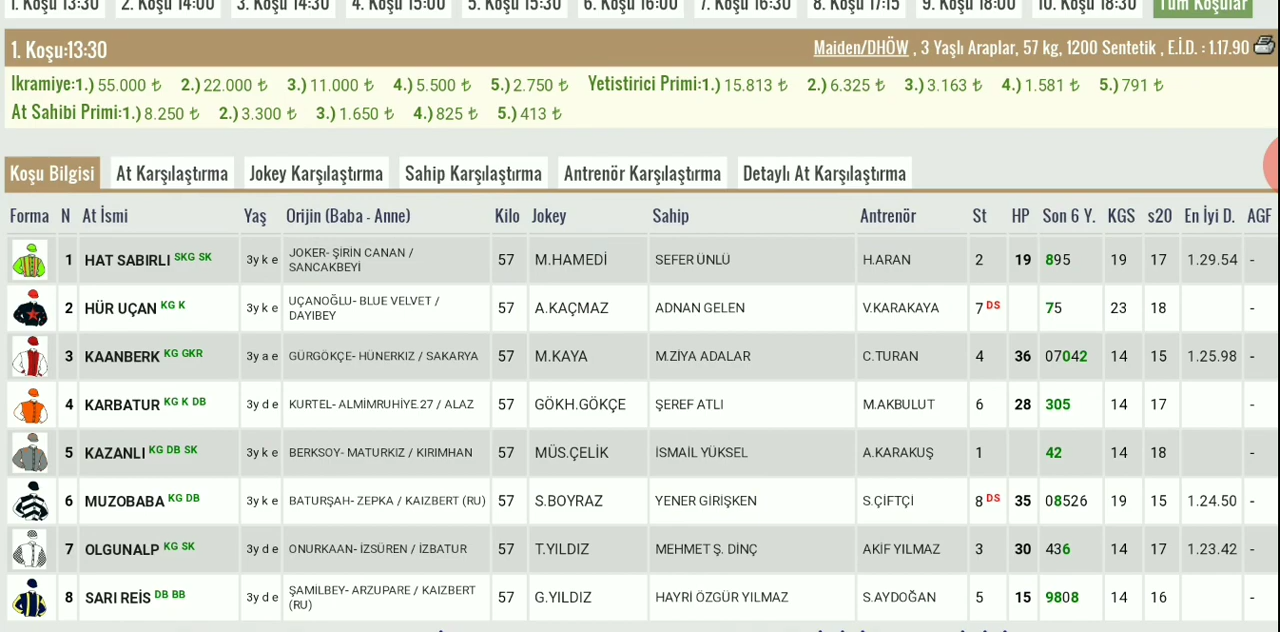 1. Koşu 13:30 2. Koşu 14:00 3. Koşu 14:30 4. Koşu 15:00 5. Koşu 15:30 6. Koşu 16:00 7. Koşu 16:30 8. Koşu 17:15 9. Koşu 18:00 10. Koşu 18:30 Tüm Koşular
1. Koşu:13:30 Maiden/DHÖW , 3 Yaşlı Araplar, 57 kg, 1200 Sentetik , E.İ.D. : 1.17.90
Ikramiye:1.) 55.000 ₺ 2.) 22.000 ₺ 3.) 11.000 ₺ 4.) 5.500 ₺ 5.) 2.750 ₺ Yetistirici Primi:1.) 15.813 ₺ 2.) 6.325 ₺ 3.) 3.163 ₺ 4.) 1.581 ₺ 5.) 791 ₺
At Sahibi Primi:1.) 8.250 ₺ 2.) 3.300 ₺ 3.) 1.650 ₺ 4.) 825 ₺ 5.) 413 ₺
Koşu Bilgisi At Karşılaştırma Jokey Karşılaştırma Sahip Karşılaştırma Antrenör Karşılaştırma Detaylı At Karşılaştırma
Forma N At İsmi Yaş Orijin (Baba - Anne) Kilo Jokey Sahip Antrenör St HP Son 6 Y. KGS s20 En İyi D. AGF
1 HAT SABIRLI SKG SK 3y k e JOKER- ŞİRİN CANAN / SANCAKBEYİ 57 M.HAMEDİ SEFER ÜNLÜ H.ARAN 2 19 895 19 17 1.29.54 -
2 HÜR UÇAN KG K 3y k e UÇANOĞLU- BLUE VELVET / DAYIBEY 57 A.KAÇMAZ ADNAN GELEN V.KARAKAYA 7 DS 75 23 18 -
3 KAANBERK KG GKR 3y a e GÜRGÖKÇE- HÜNERKIZ / SAKARYA 57 M.KAYA M.ZİYA ADALAR C.TURAN 4 36 07042 14 15 1.25.98 -
4 KARBATUR KG K DB 3y d e KURTEL- ALMİMRUHİYE.27 / ALAZ 57 GÖKH.GÖKÇE ŞEREF ATLI M.AKBULUT 6 28 305 14 17 -
5 KAZANLI KG DB SK 3y k e BERKSOY- MATURKIZ / KIRIMHAN 57 MÜS.ÇELİK İSMAİL YÜKSEL A.KARAKUŞ 1 42 14 18 -
6 MUZOBABA KG DB 3y k e BATURŞAH- ZEPKA / KAIZBERT (RU) 57 S.BOYRAZ YENER GİRİŞKEN S.ÇİFTÇİ 8 DS 35 08526 19 15 1.24.50 -
7 OLGUNALP KG SK 3y d e ONURKAAN- İZSÜREN / İZBATUR 57 T.YILDIZ MEHMET Ş. DİNÇ AKİF YILMAZ 3 30 436 14 17 1.23.42 -
8 SARI REİS DB BB 3y d e ŞAMİLBEY- ARZUPARE / KAIZBERT (RU) 57 G.YILDIZ HAYRİ ÖZGÜR YILMAZ S.AYDOĞAN 5 15 9808 14 16 -